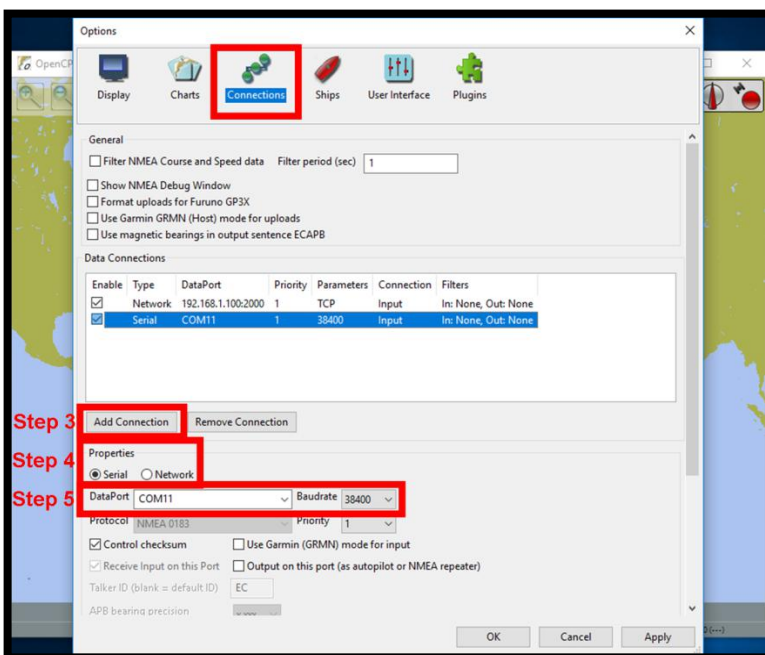 Options
OpenCP
Display Charts Connections Ships User Interface Plugins
General
Filter NMEA Course and Speed data Filter period (sec) 1
Show NMEA Debug Window
Format uploads for Furuno GP3X
Use Garmin GRMN (Host) mode for uploads
Use magnetic bearings in output sentence ECAPB
Data Connections
Enable Type DataPort Priority Parameters Connection Filters
Network 192.168.1.100:2000 1 TCP Input In: None, Out: None
Serial COM11 1 38400 Input In: None, Out: None
Step 3 Add Connection Remove Connection
Step 4 Properties
Serial Network
Step 5 DataPort COM11 Baudrate 38400
Protocol NMEA 0183 Priority 1
Control checksum Use Garmin (GRMN) mode for input
Receive Input on this Port Output on this port (as autopilot or NMEA repeater)
Talker ID (blank = default ID) EC
APB bearing precision
OK Cancel Apply